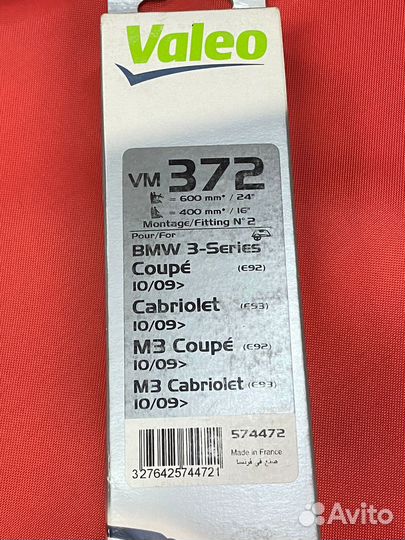 Valeo
VM 372
= 600 mm* / 24"
= 400 mm* / 16"
Montage/Fitting N° 2
Pour/For
BMW 3-Series
Coupé (E92)
10/09>
Cabriolet (E93)
10/09>
M3 Coupé (E92)
10/09>
M3 Cabriolet (E93)
10/09>
574472
Made in France
صنع في فرنسا
3276425744721
Avito